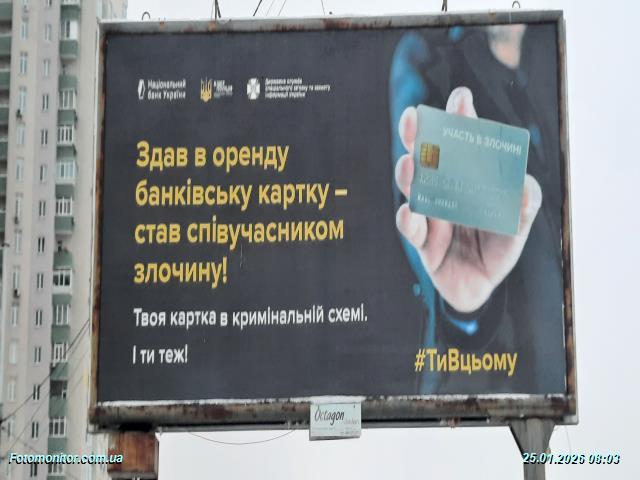 Національний
банк України
Державна служба
спеціального зв'язку та захисту
інформації України
Здав в оренду
банківську картку –
став співучасником
злочину!
Твоя картка в кримінальній схемі.
І ти теж!
УЧАСТЬ В ЗЛОЧИНІ
#ТиВцьому
Octagon
Fotomonitor.com.ua
25.01.2026 08:03